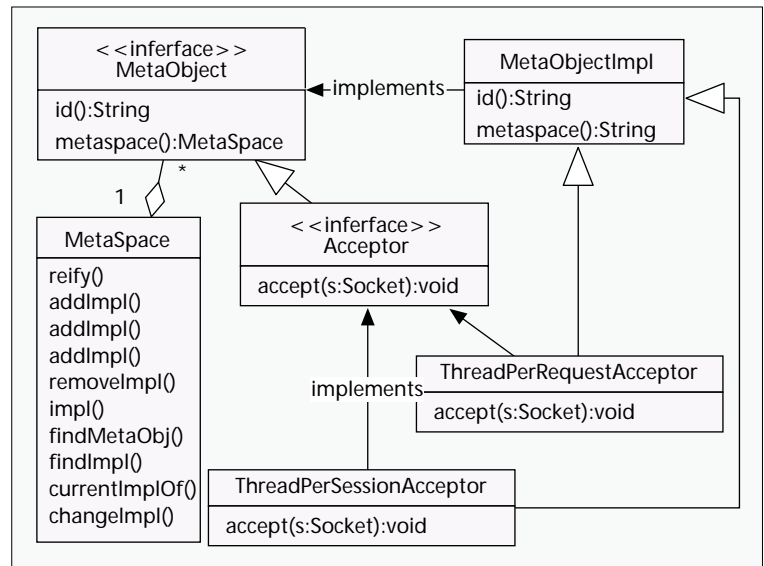 <<inferface>>
MetaObject
id():String
metaspace():MetaSpace
implements
MetaObjectImpl
id():String
metaspace():String
*
1
MetaSpace
reify()
addImpl()
addImpl()
addImpl()
removeImpl()
impl()
findMetaObj()
findImpl()
currentImplOf()
changeImpl()
<<inferface>>
Acceptor
accept(s:Socket):void
implements
ThreadPerRequestAcceptor
accept(s:Socket):void
ThreadPerSessionAcceptor
accept(s:Socket):void